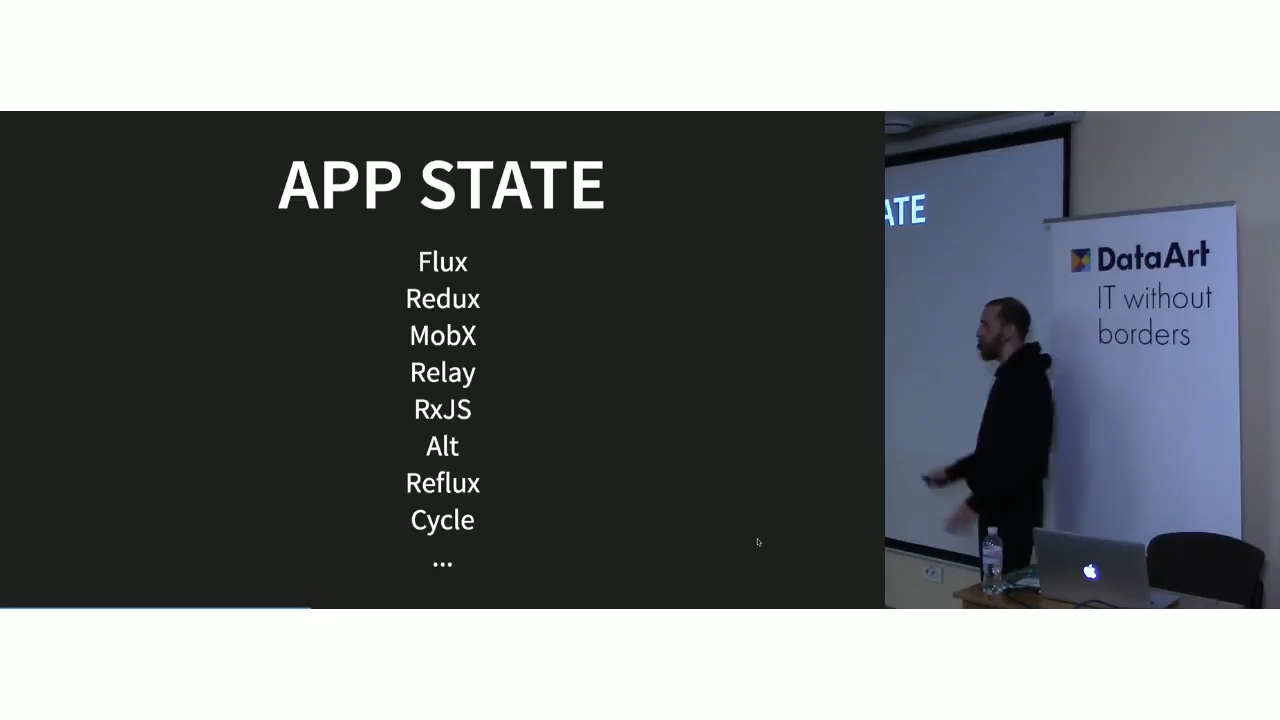 APP STATE
Flux
Redux
MobX
Relay
RxJS
Alt
Reflux
Cycle
...
ATE
DataArt
IT without
borders